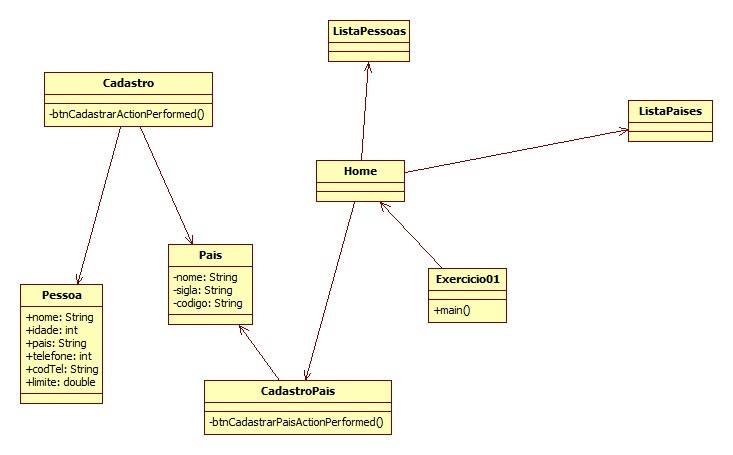 ListaPessoas
Cadastro
-btnCadastrarActionPerformed()
ListaPaises
Home
Pais
-nome: String
-sigla: String
-codigo: String
Exercicio01
+main()
Pessoa
+nome: String
+idade: int
+pais: String
+telefone: int
+codTel: String
+limite: double
CadastroPais
-btnCadastrarPaisActionPerformed()